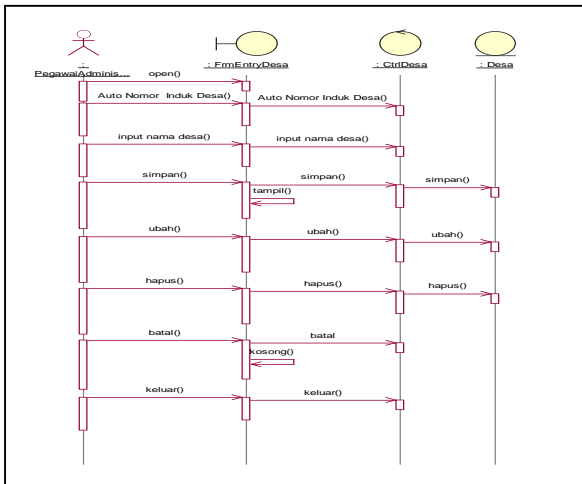 :
PegawaiAdminis...
: FrmEntryDesa
: CtrlDesa
: Desa
open()
Auto Nomor Induk Desa()
Auto Nomor Induk Desa()
input nama desa()
input nama desa()
simpan()
simpan()
simpan()
tampil()
ubah()
ubah()
ubah()
hapus()
hapus()
hapus()
batal()
batal
kosong()
keluar()
keluar()